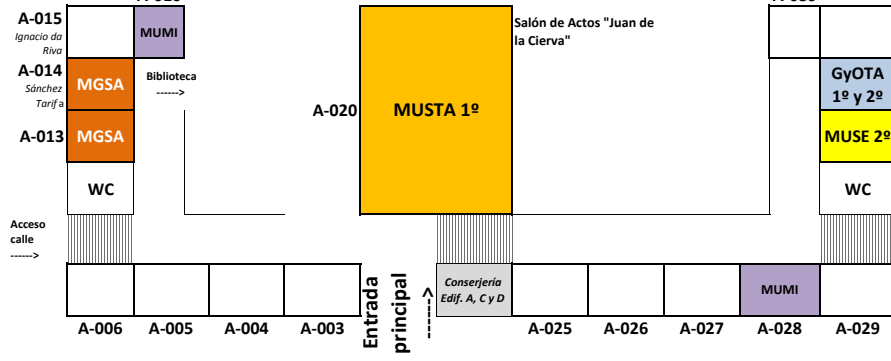 A-015
Ignacio da
Riva
MUMI
Salón de Actos "Juan de
la Cierva"
A-014
Sánchez
Tarifa
MGSA
Biblioteca
------>
GyOTA
1º y 2º
A-020
MUSTA 1º
A-013
MGSA
MUSE 2º
WC
WC
Acceso
calle
------>
Entrada
principal
----->
Conserjería
Edif. A, C y D
MUMI
A-006
A-005
A-004
A-003
A-025
A-026
A-027
A-028
A-029